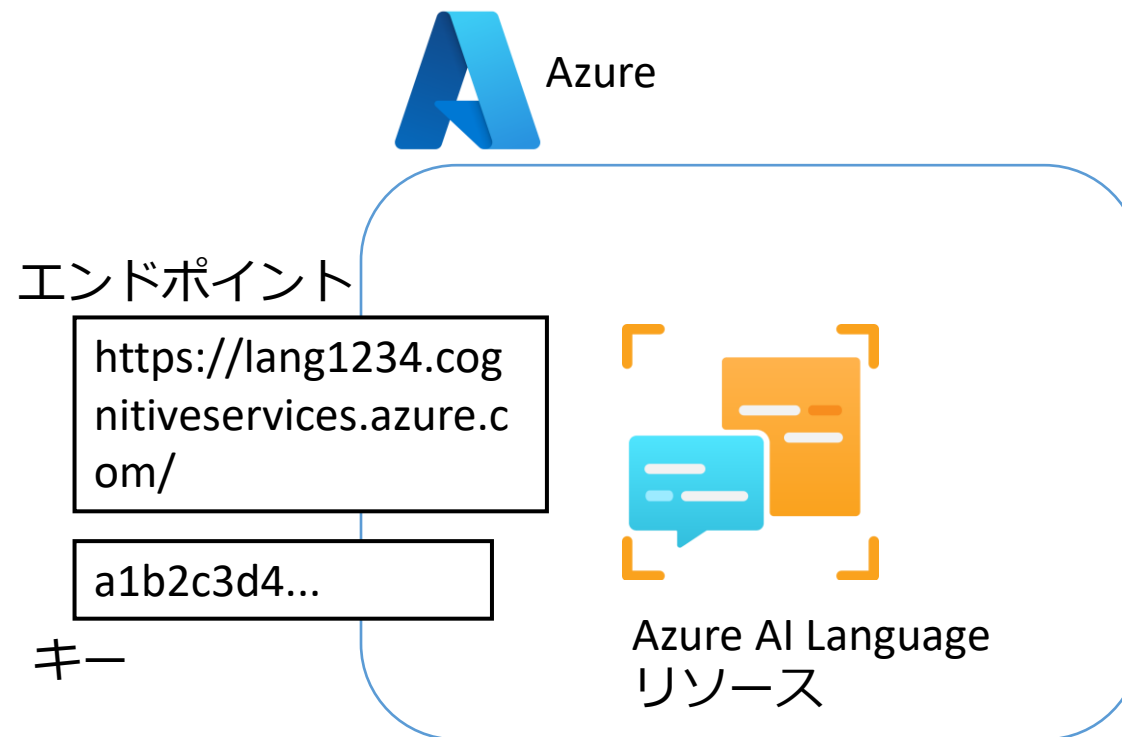 Azure
エンドポイント
https://lang1234.cog
nitiveservices.azure.c
om/
a1b2c3d4...
キー
Azure AI Language
リソース